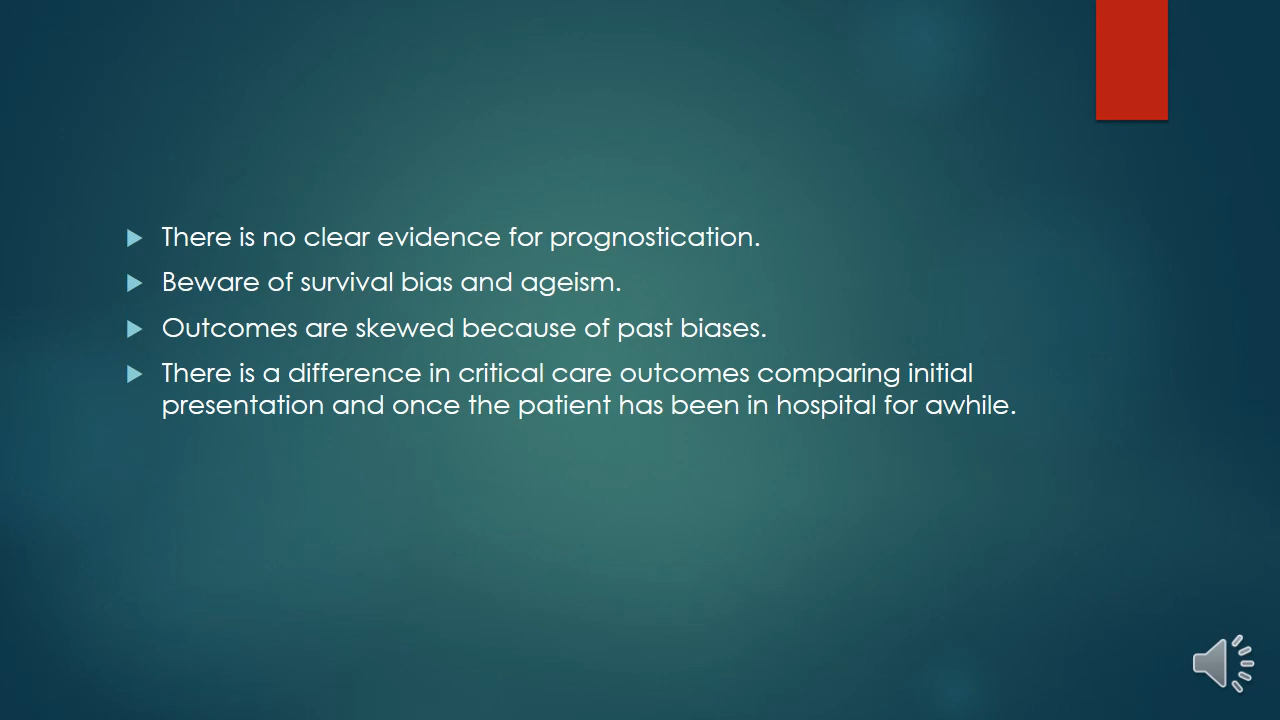 There is no clear evidence for prognostication.
Beware of survival bias and ageism.
Outcomes are skewed because of past biases.
There is a difference in critical care outcomes comparing initial
presentation and once the patient has been in hospital for awhile.